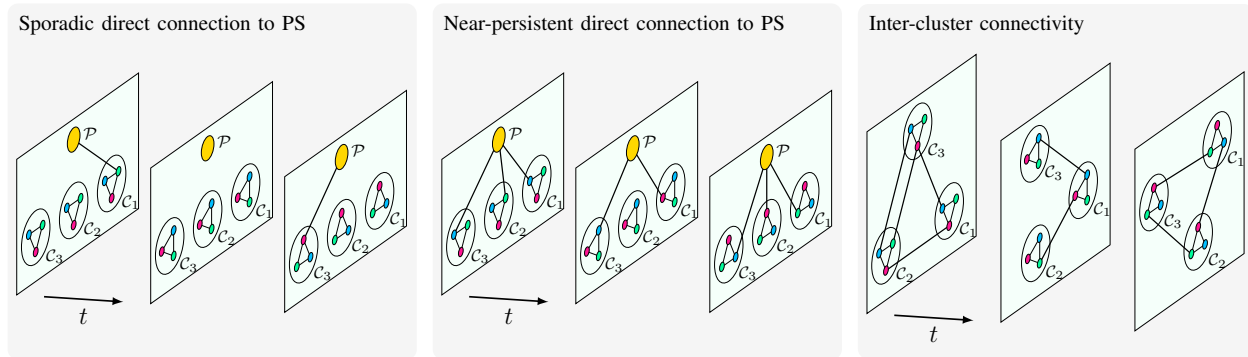 Sporadic direct connection to PS
𝒫
𝒞₁
𝒞₂
𝒞₃
𝒫
𝒞₁
𝒞₂
𝒞₃
𝒫
𝒞₁
𝒞₂
𝒞₃
t
Near-persistent direct connection to PS
𝒫
𝒞₁
𝒞₂
𝒞₃
𝒫
𝒞₁
𝒞₂
𝒞₃
𝒫
𝒞₁
𝒞₂
𝒞₃
t
Inter-cluster connectivity
𝒞₃
𝒞₁
𝒞₂
𝒞₃
𝒞₁
𝒞₂
𝒞₁
𝒞₃
𝒞₂
t